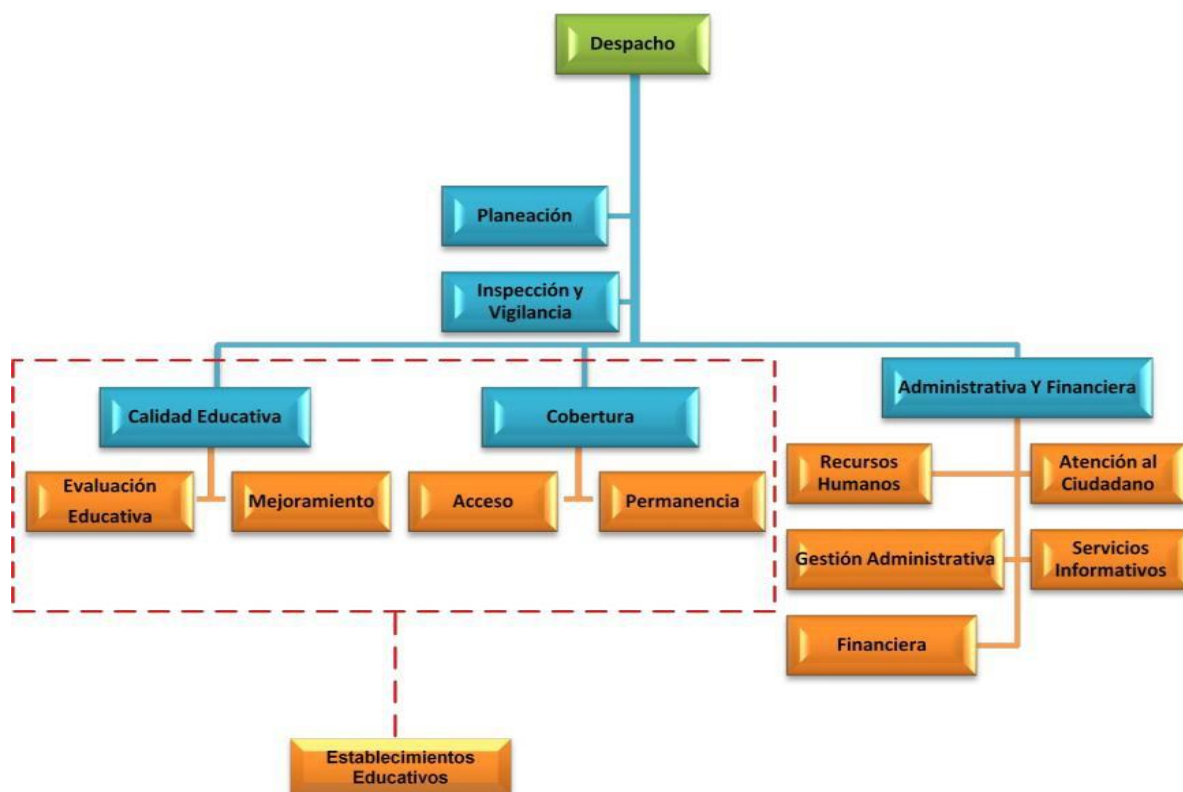 Despacho
Planeación
Inspección y
Vigilancia
Calidad Educativa
Cobertura
Administrativa Y Financiera
Evaluación
Educativa
Mejoramiento
Acceso
Permanencia
Recursos
Humanos
Atención al
Ciudadano
Gestión Administrativa
Servicios
Informativos
Financiera
Establecimientos
Educativos